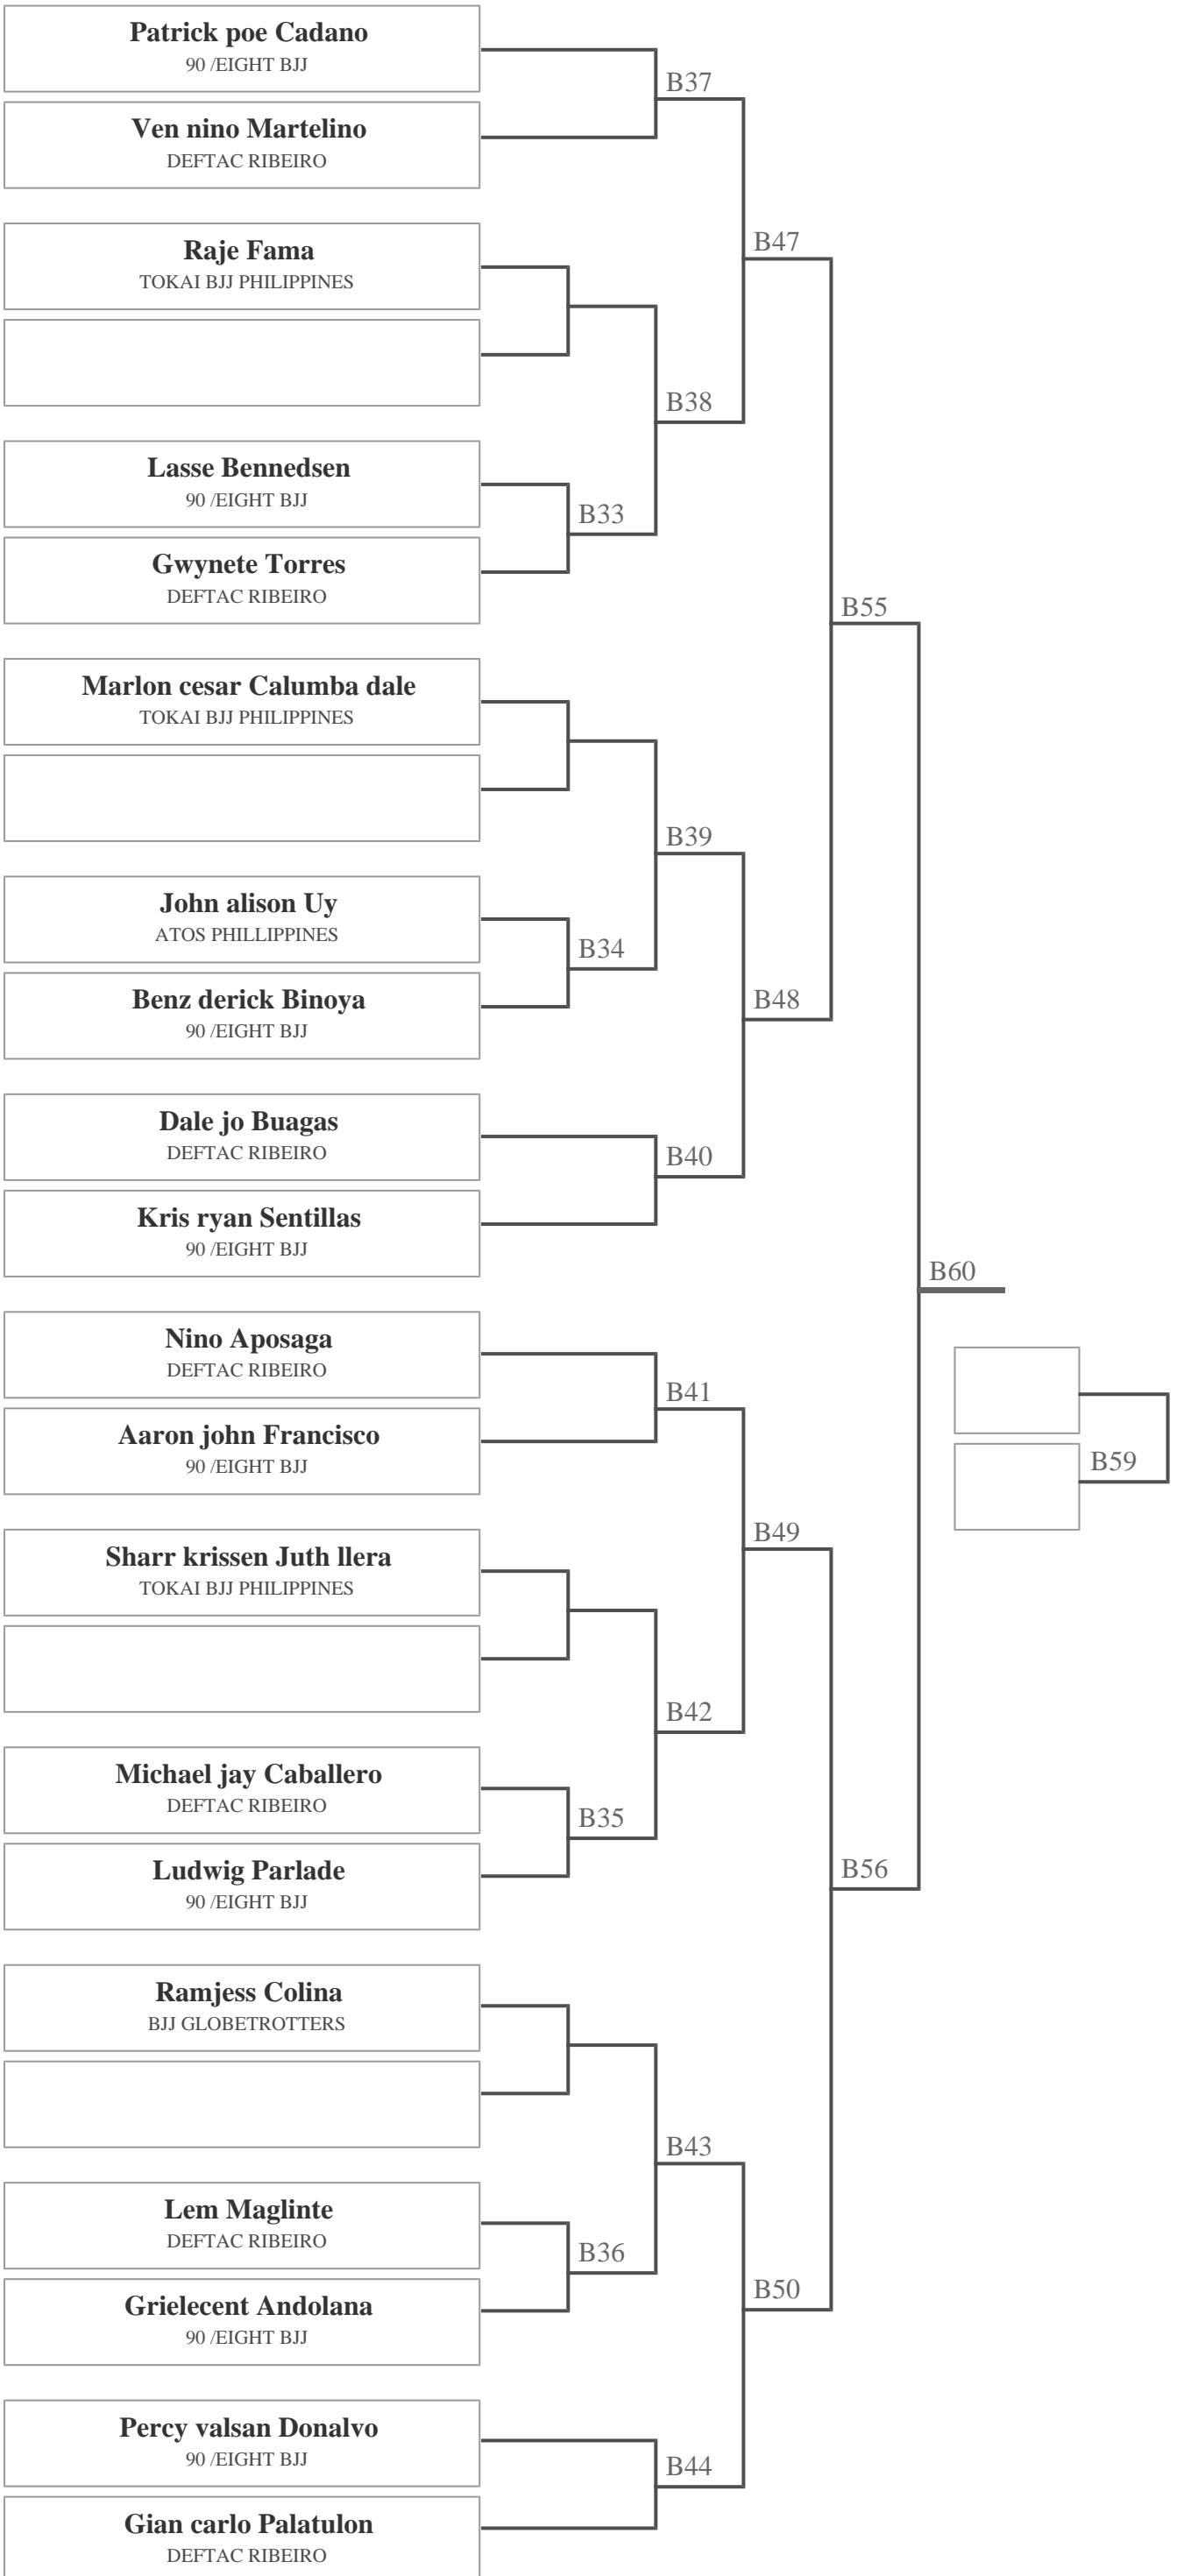 Patrick poe Cadano
90 /EIGHT BJJ
B37
Ven nino Martelino
DEFTAC RIBEIRO
B47
Raje Fama
TOKAI BJJ PHILIPPINES
B38
Lasse Bennedsen
90 /EIGHT BJJ
B33
Gwynete Torres
DEFTAC RIBEIRO
B55
Marlon cesar Calumba dale
TOKAI BJJ PHILIPPINES
B39
John alison Uy
ATOS PHILLIPPINES
B34
Benz derick Binoya
90 /EIGHT BJJ
B48
Dale jo Buagas
DEFTAC RIBEIRO
B40
Kris ryan Sentillas
90 /EIGHT BJJ
B60
Nino Aposaga
DEFTAC RIBEIRO
B41
Aaron john Francisco
90 /EIGHT BJJ
B59
B49
Sharr krissen Juth llera
TOKAI BJJ PHILIPPINES
B42
Michael jay Caballero
DEFTAC RIBEIRO
B35
Ludwig Parlade
90 /EIGHT BJJ
B56
Ramjess Colina
BJJ GLOBETROTTERS
B43
Lem Maglinte
DEFTAC RIBEIRO
B36
Grielecent Andolana
90 /EIGHT BJJ
B50
Percy valsan Donalvo
90 /EIGHT BJJ
B44
Gian carlo Palatulon
DEFTAC RIBEIRO